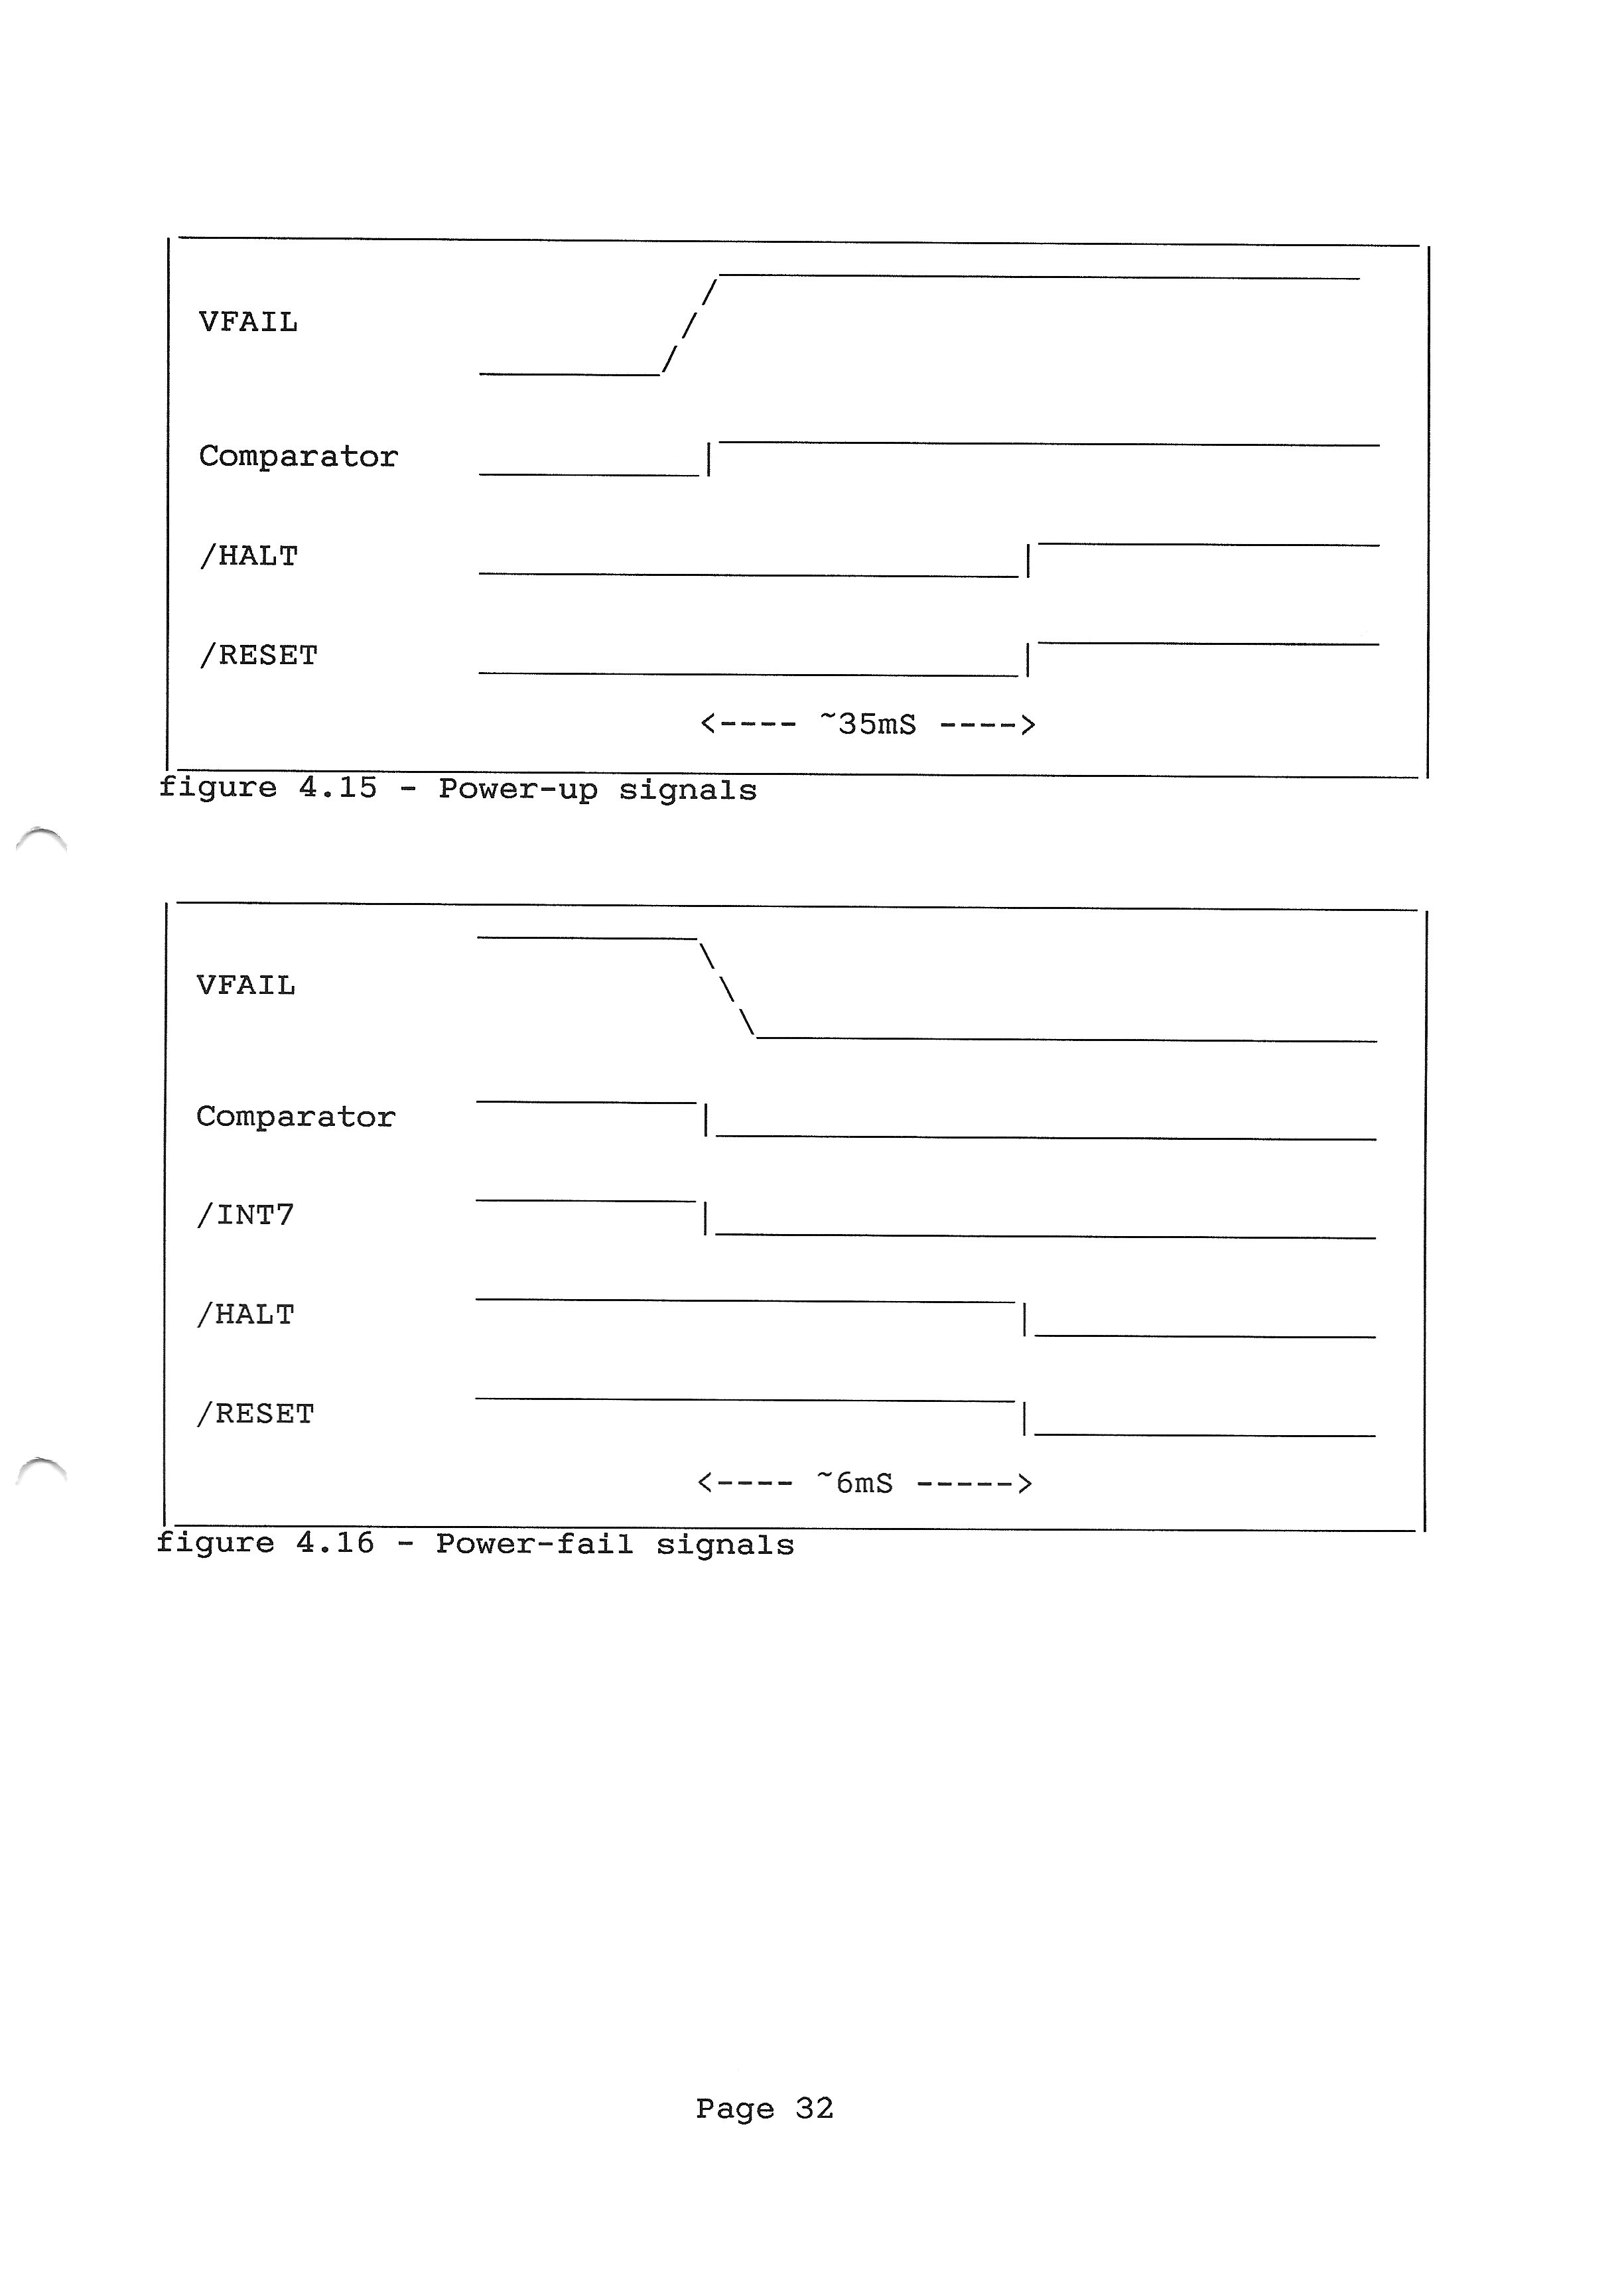 VFAIL
Comparator
/HALT
/RESET
<---- ~35mS ---->
figure 4.15 - Power-up signals
VFAIL
Comparator
/INT7
/HALT
/RESET
<---- ~6mS ----->
figure 4.16 - Power-fail signals
Page 32